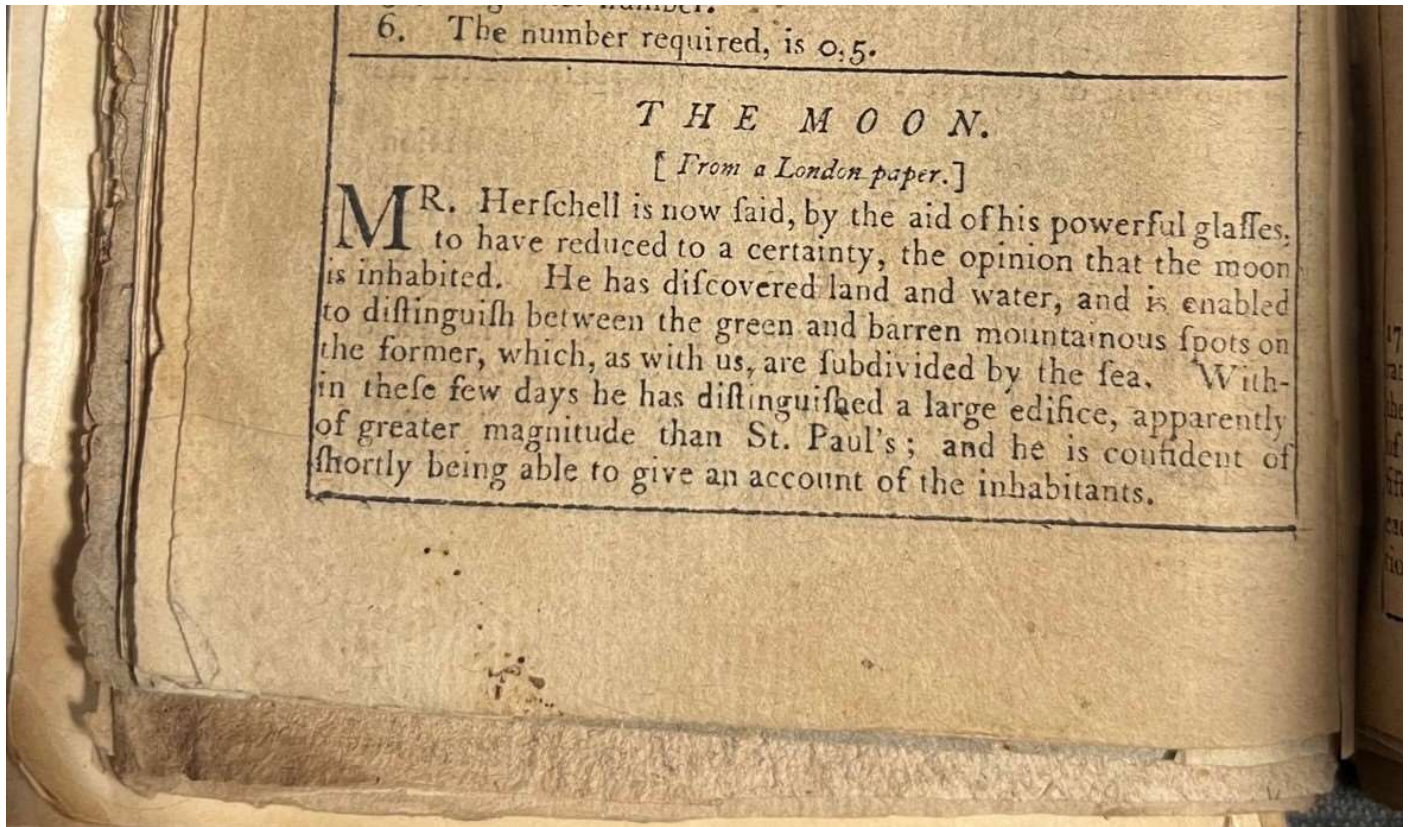 6. The number required, is 0,5.
THE MOON.
[From a London paper.]
MR. Herſchell is now ſaid, by the aid of his powerful glaſſes,
to have reduced to a certainty, the opinion that the moon
is inhabited. He has diſcovered land and water, and is enabled
to diſtinguiſh between the green and barren mountainous ſpots on
the former, which, as with us, are ſubdivided by the ſea. With-
in theſe few days he has diſtinguiſhed a large edifice, apparently
of greater magnitude than St. Paul's; and he is confident of
ſhortly being able to give an account of the inhabitants.